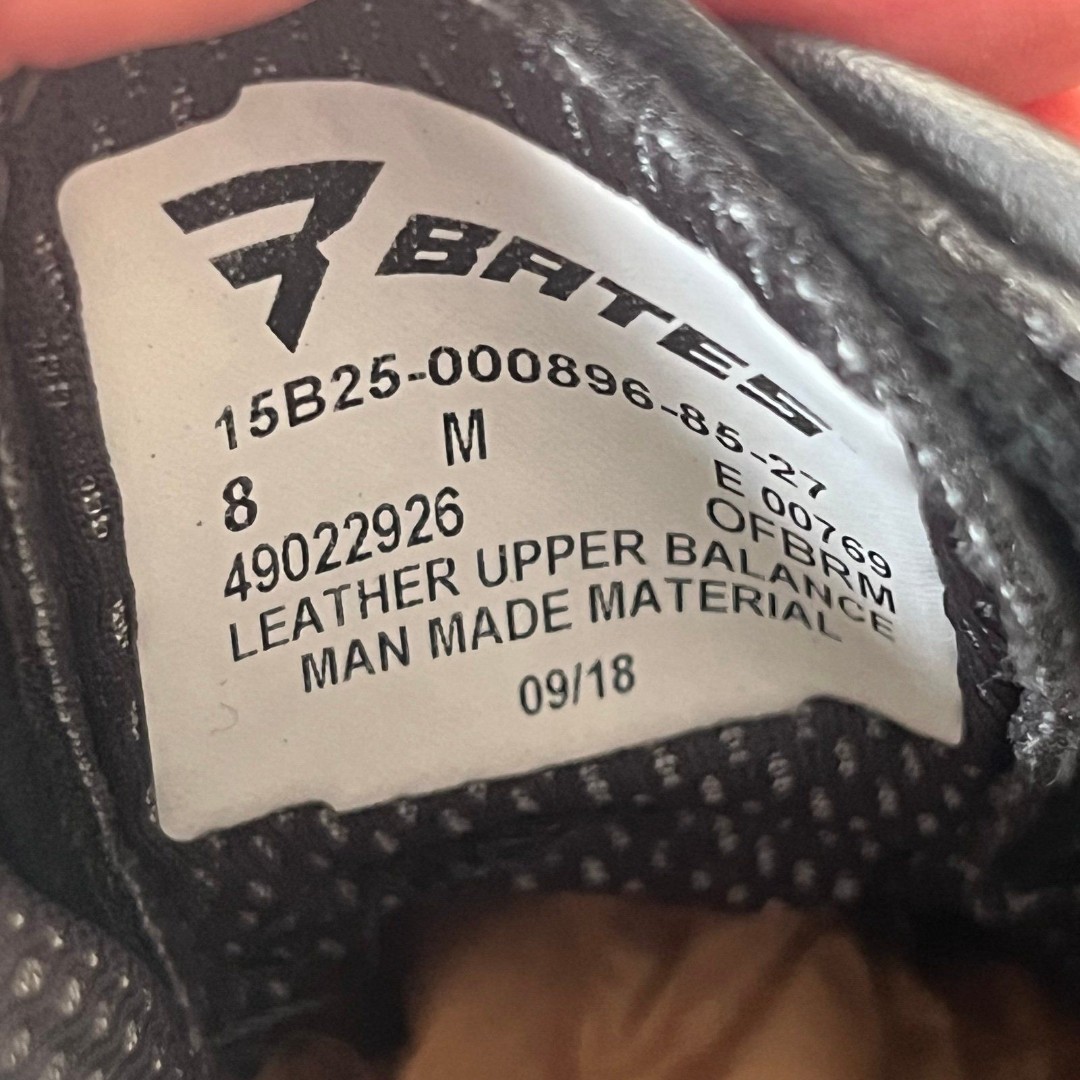 BATES
15B25-000896-85-27
8 M E 00769
49022926 OFBRM
LEATHER UPPER BALANCE
MAN MADE MATERIAL
09/18